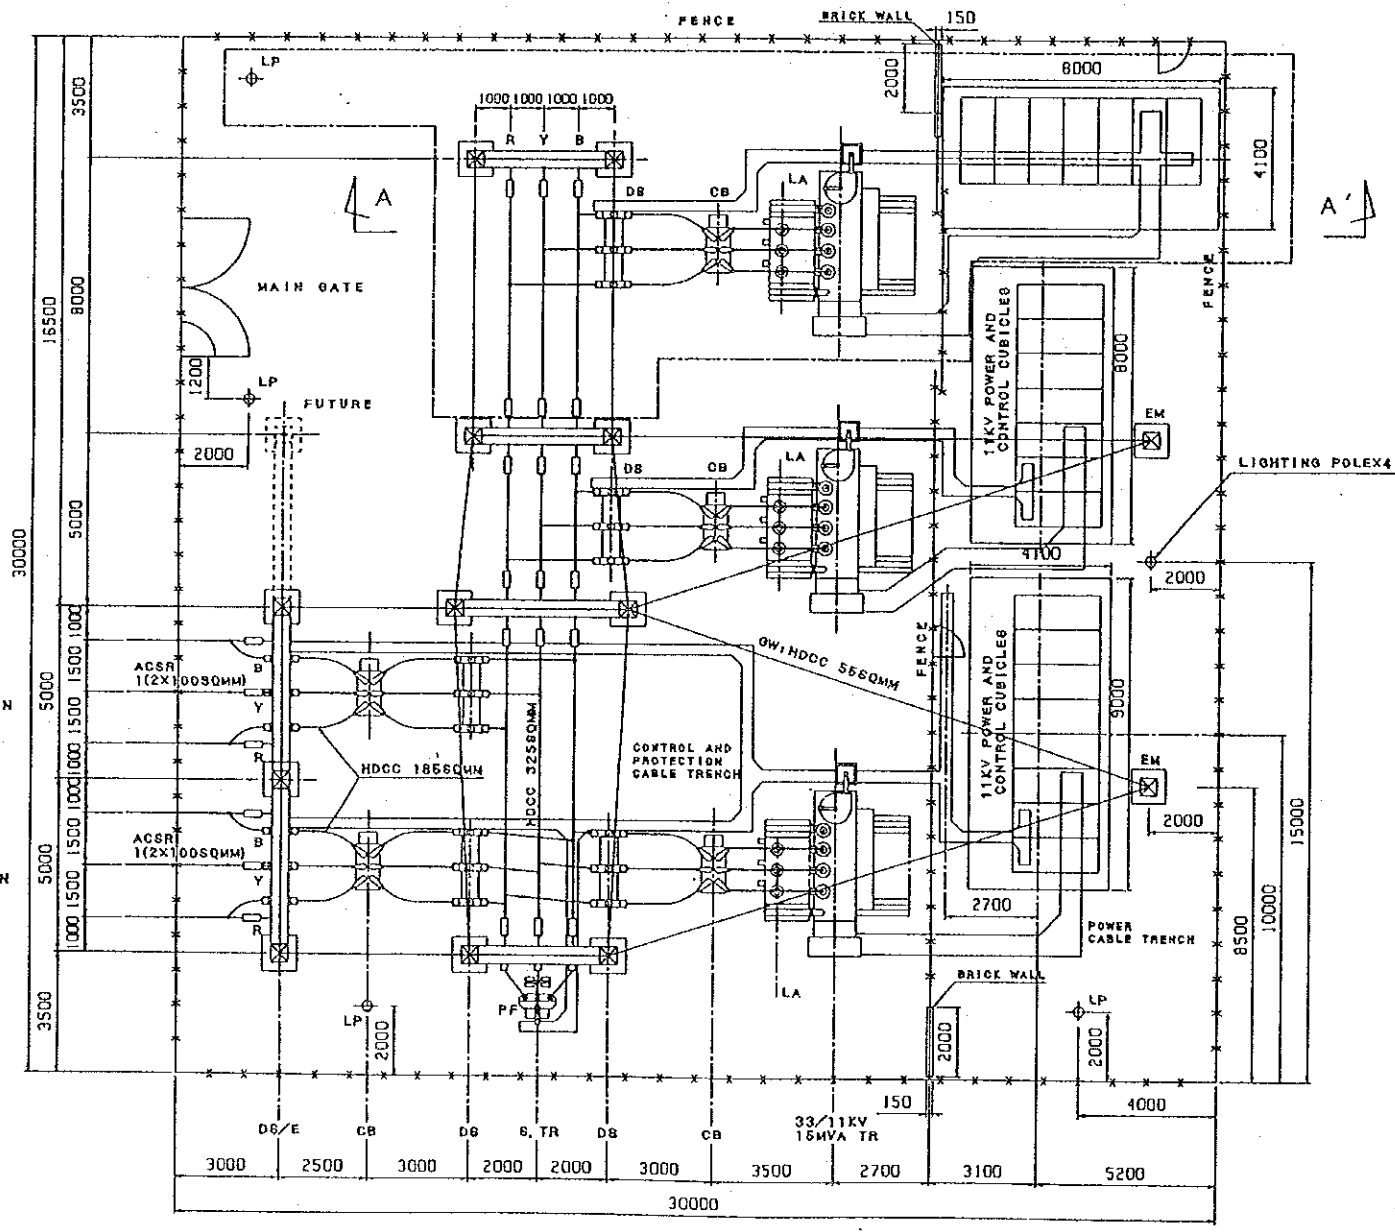 FENCE
BRICK WALL
150
LP
8000
2000
3500
1000 1000 1000 1000
R Y B
4100
A
DS
CB
LA
A'
FENCE
MAIN GATE
16500
8000
11KV POWER AND
CONTROL CUBICLES
8000
1200
LP
FUTURE
EM
2000
DS
CB
LA
LIGHTING POLEX4
30000
5000
4100
2000
1000
1500
B
ACSR
1(2X100SQMM)
Y
R
5000
1500
1000
GW:HDCC 55SQMM
FENCE
11KV POWER AND
CONTROL CUBICLES
9000
N
HDCC 185SQMM
HDCC 325SQMM
CONTROL AND
PROTECTION
CABLE TRENCH
EM
2000
15000
1000
1500
B
ACSR
1(2X100SQMM)
Y
R
5000
1500
1000
N
2700
10000
8500
POWER
CABLE TRENCH
LA
BRICK WALL
PF
LP
2000
3500
LP
2000
2000
150
4000
DS/E
CB
DS
S. TR
DS
CB
33/11KV
15MVA TR
3000
2500
3000
2000
2000
3000
3500
2700
3100
5200
30000